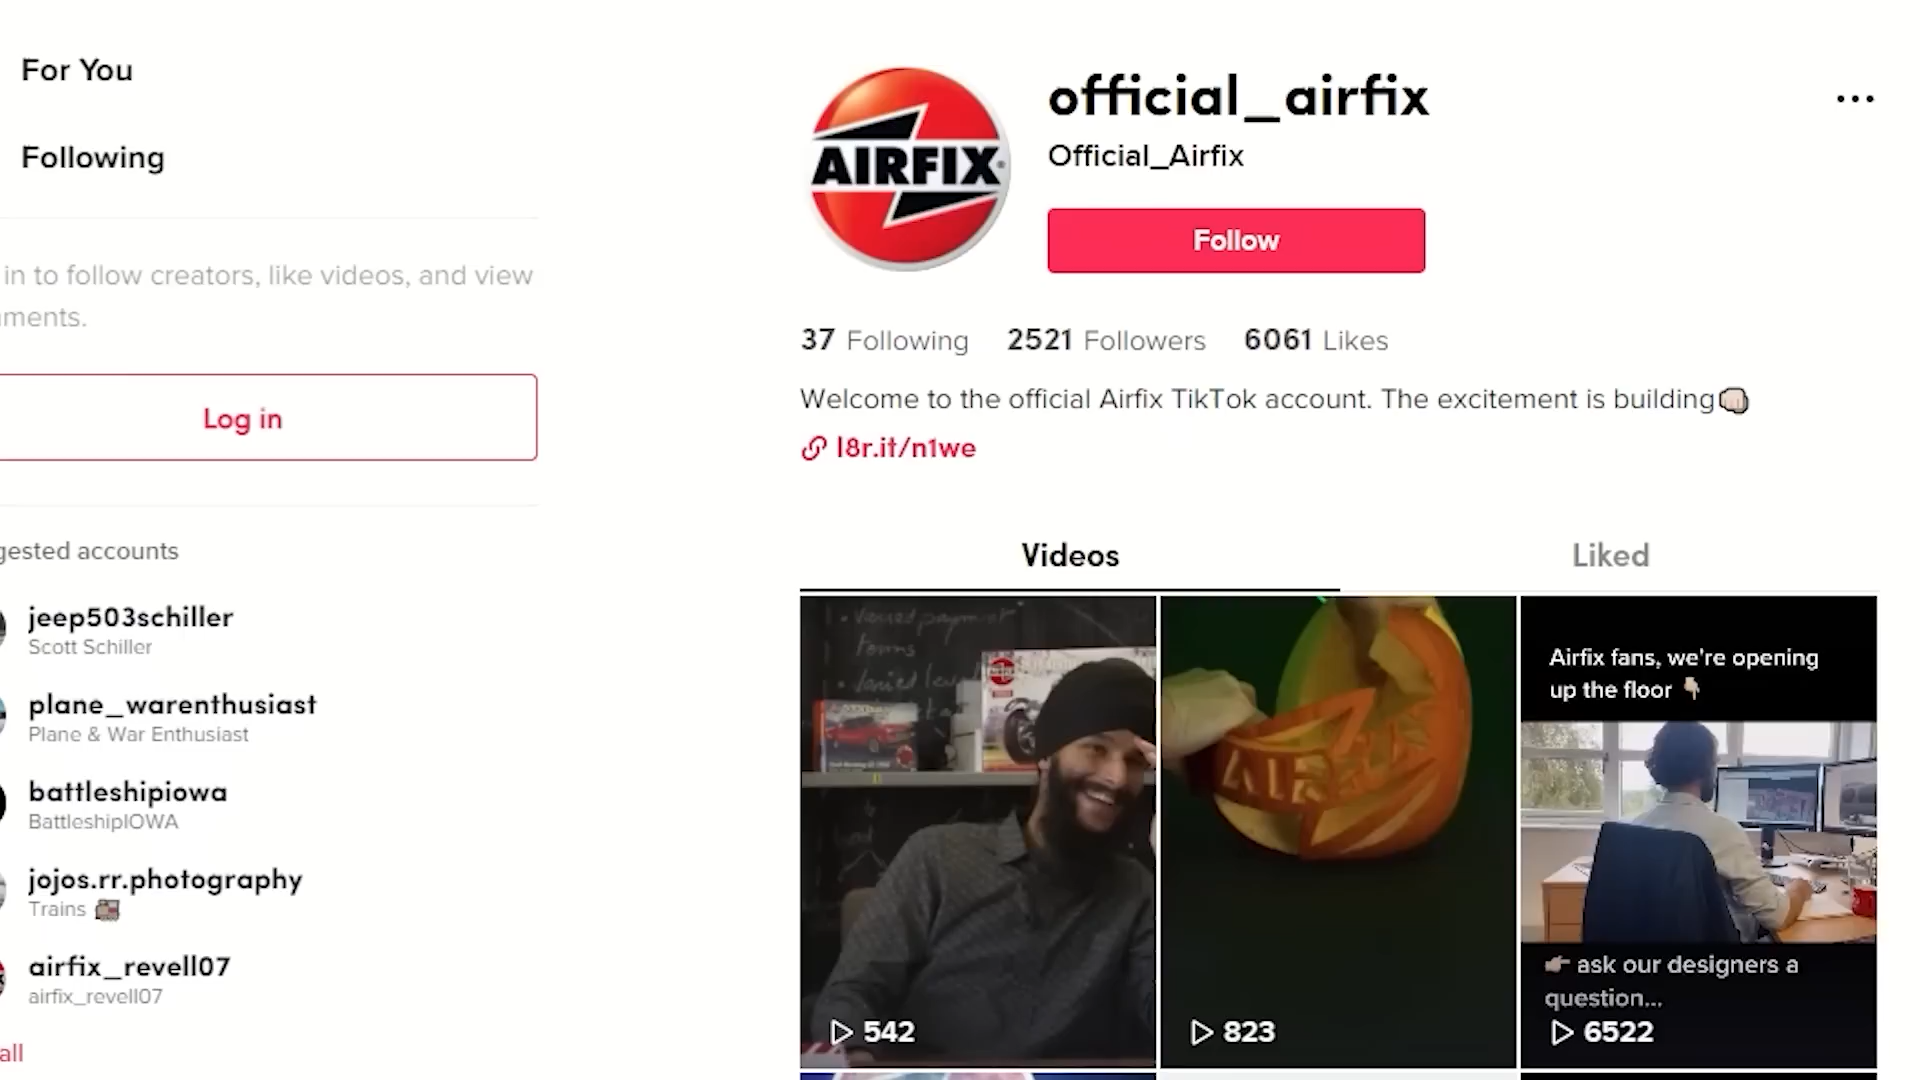 For You
Following
in to follow creators, like videos, and view
ments.
Log in
gested accounts
jeep503schiller
Scott Schiller
plane_warenthusiast
Plane & War Enthusiast
battleshipiowa
BattleshipIOWA
jojos.rr.photography
Trains 🚂
airfix_revell07
airfix_revell07
all
AIRFIX
official_airfix
Official_Airfix
...
Follow
37 Following 2521 Followers 6061 Likes
Welcome to the official Airfix TikTok account. The excitement is building👊🏻
l8r.it/n1we
Videos
Liked
payment
terms
542
823
Airfix fans, we're opening
up the floor 👇🏻
👉🏻 ask our designers a
question...
6522